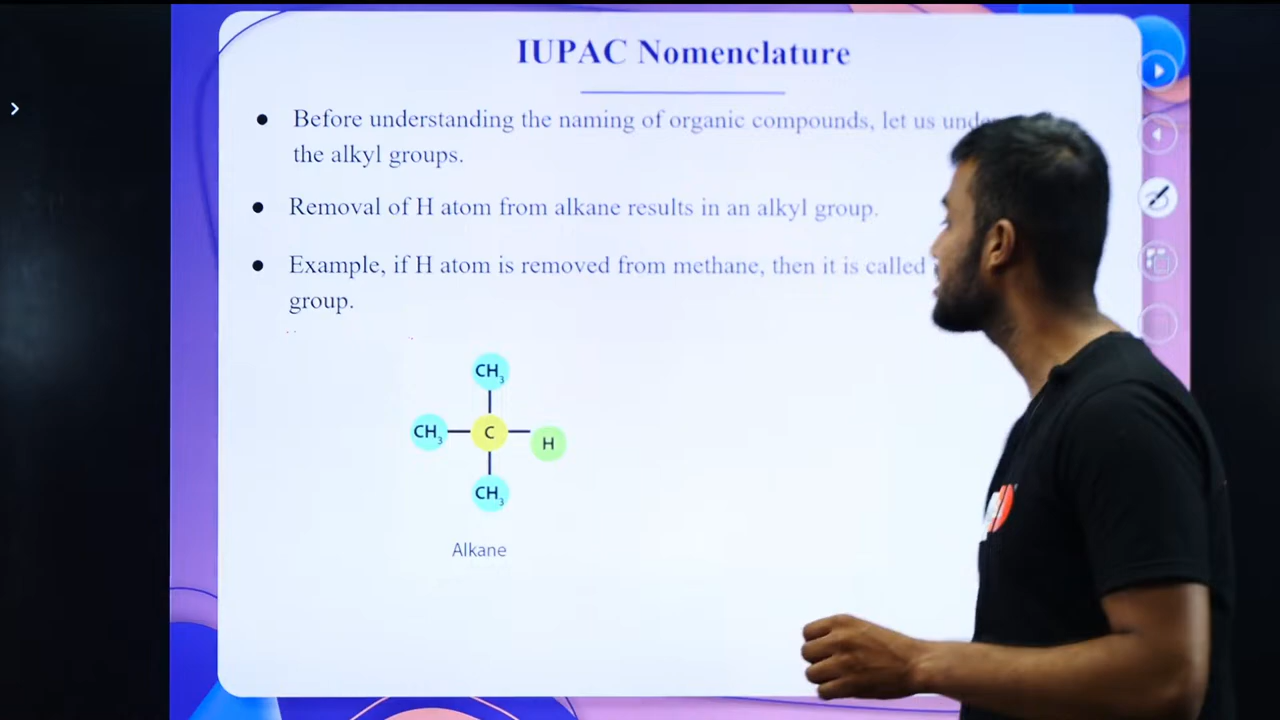 IUPAC Nomenclature
● Before understanding the naming of organic compounds, let us
the alkyl groups.
● Removal of H atom from alkane results in an alkyl group.
● Example, if H atom is removed from methane, then it is called
group.
CH₃
CH₃ C H
CH₃
Alkane